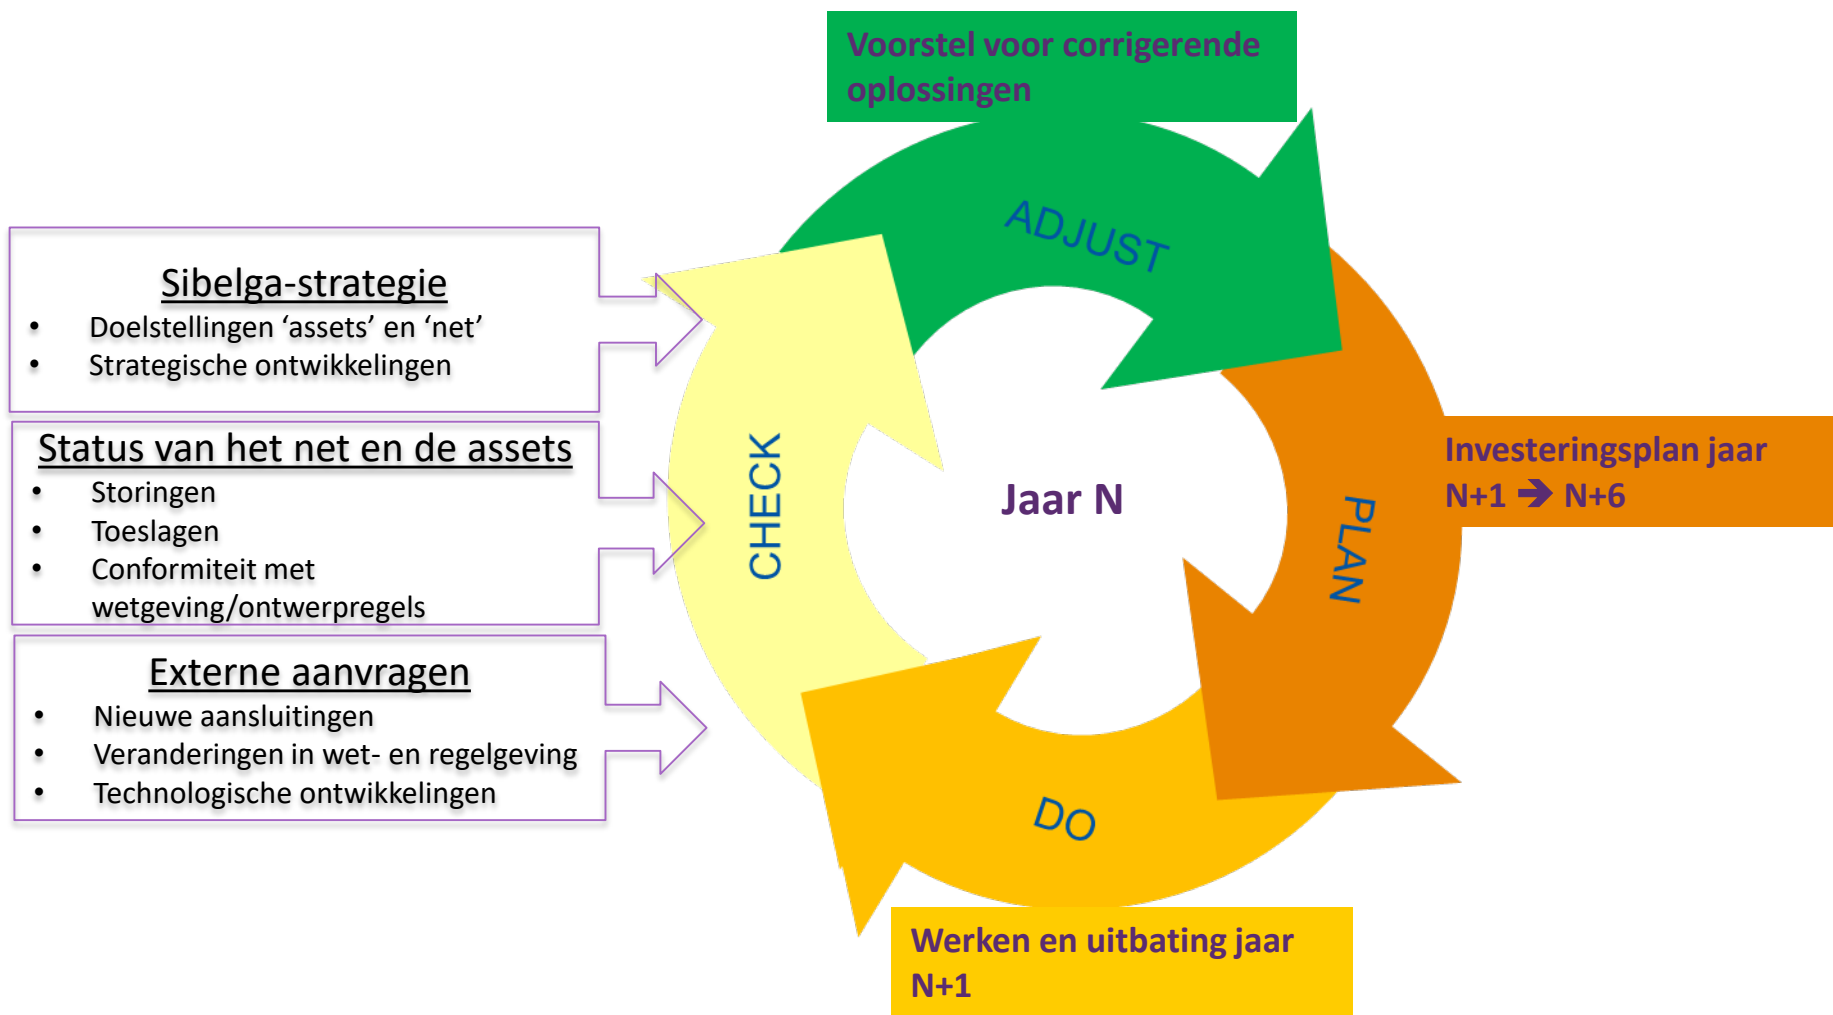 Voorstel voor corrigerende
oplossingen
ADJUST
Sibelga-strategie
• Doelstellingen ‘assets’ en ‘net’
• Strategische ontwikkelingen
Status van het net en de assets
• Storingen
• Toeslagen
• Conformiteit met
wetgeving/ontwerpregels
Externe aanvragen
• Nieuwe aansluitingen
• Veranderingen in wet- en regelgeving
• Technologische ontwikkelingen
CHECK
Jaar N
PLAN
Investeringsplan jaar
N+1 ➔ N+6
DO
Werken en uitbating jaar
N+1